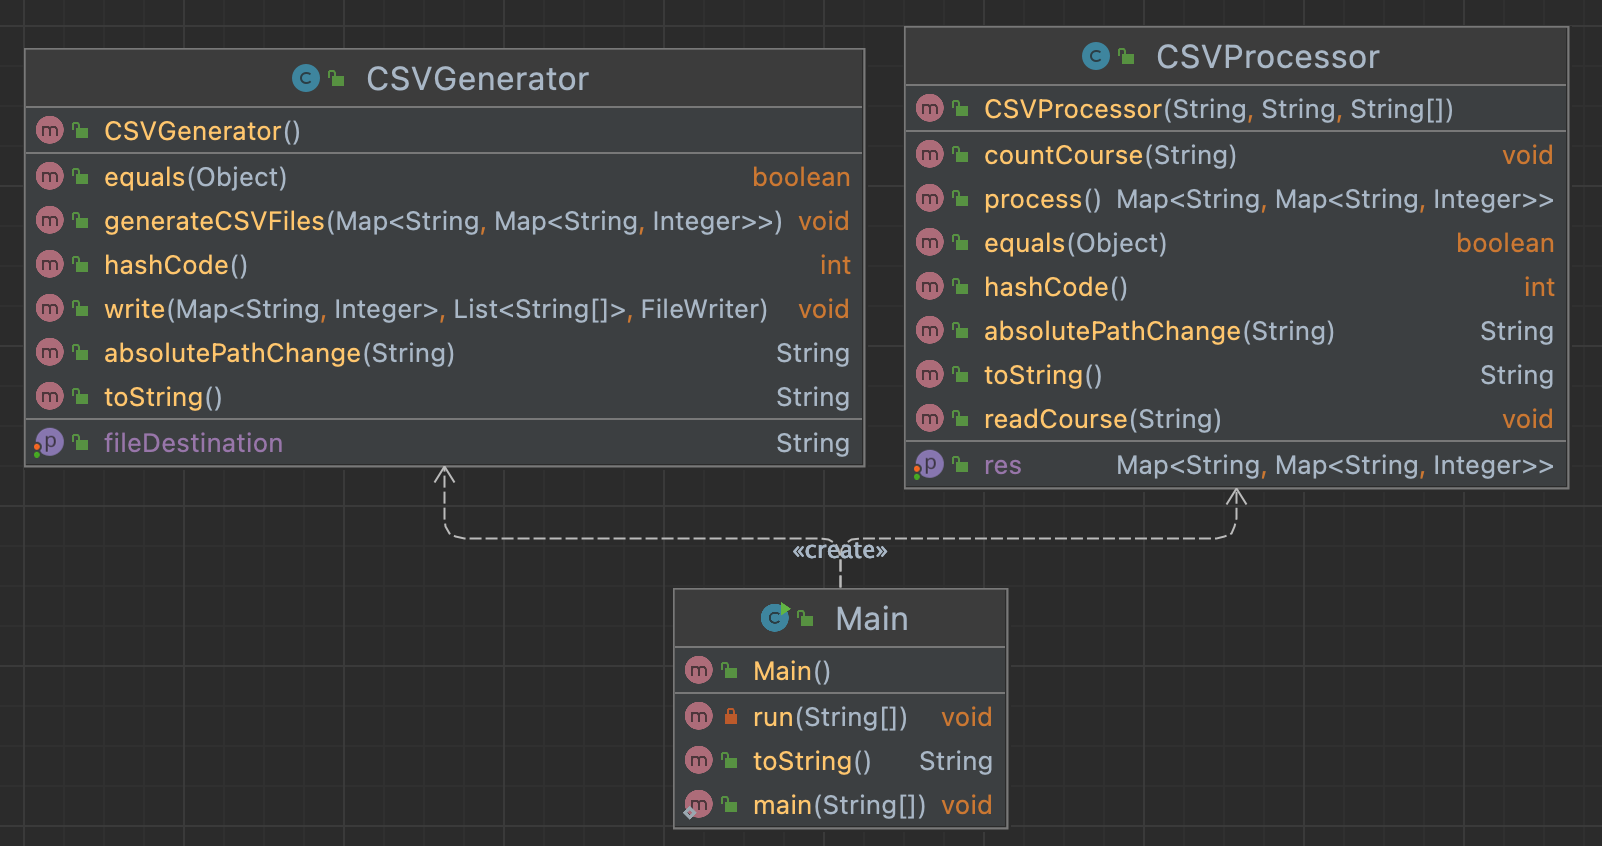 CSVGenerator
CSVGenerator()
equals(Object) boolean
generateCSVFiles(Map<String, Map<String, Integer>>) void
hashCode() int
write(Map<String, Integer>, List<String[]>, FileWriter) void
absolutePathChange(String) String
toString() String
fileDestination String
CSVProcessor
CSVProcessor(String, String, String[])
countCourse(String) void
process() Map<String, Map<String, Integer>>
equals(Object) boolean
hashCode() int
absolutePathChange(String) String
toString() String
readCourse(String) void
res Map<String, Map<String, Integer>>
«create»
Main
Main()
run(String[]) void
toString() String
main(String[]) void